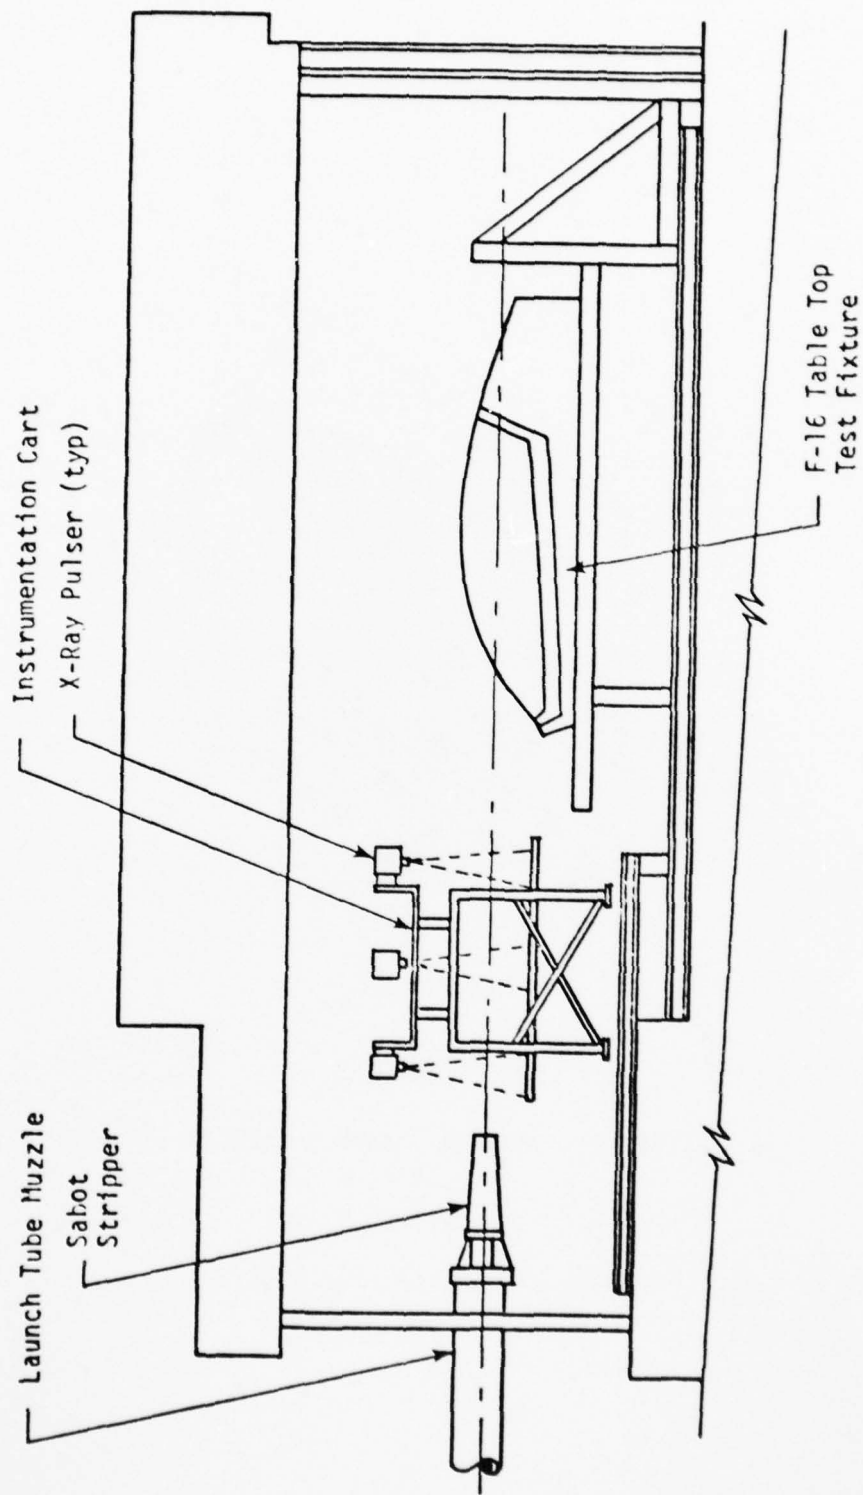 Launch Tube Muzzle
Sabot
Stripper
Instrumentation Cart
X-Ray Pulser (typ)
F-16 Table Top
Test Fixture